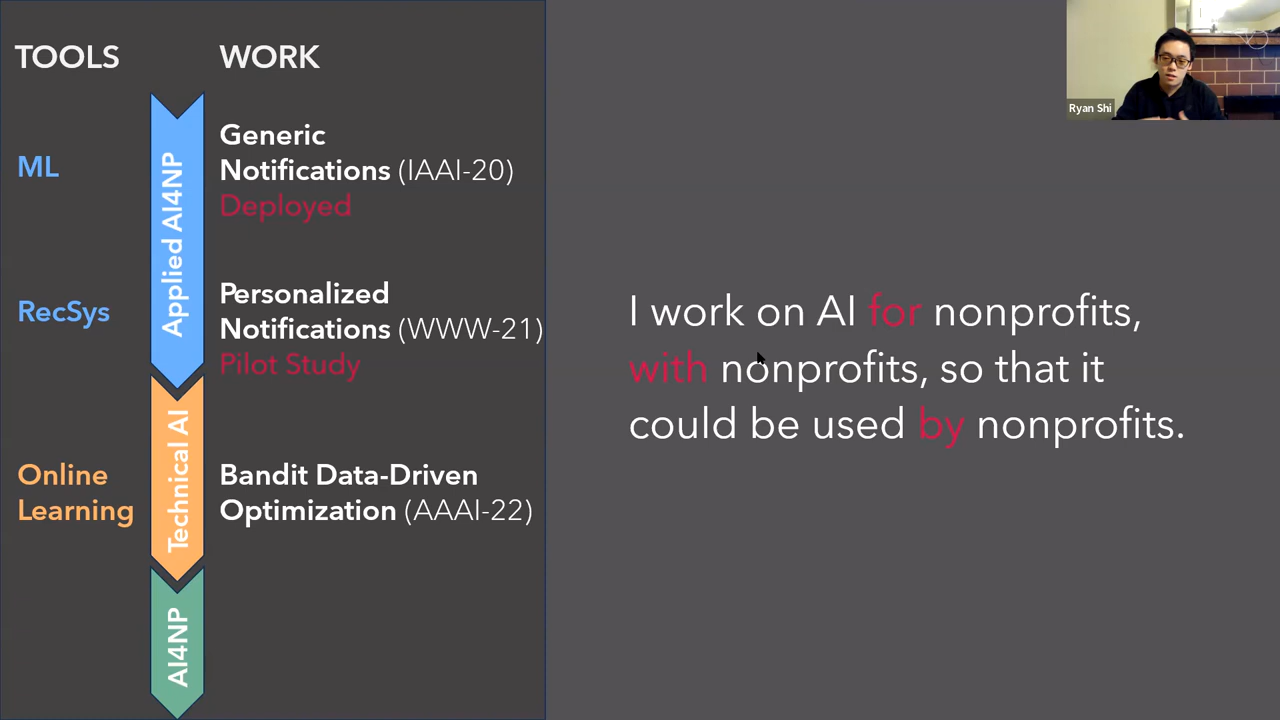 TOOLS
WORK
Applied AI4NP
ML
Generic
Notifications (IAAI-20)
Deployed
RecSys
Personalized
Notifications (WWW-21)
Pilot Study
Technical AI
Online
Learning
Bandit Data-Driven
Optimization (AAAI-22)
AI4NP
I work on AI for nonprofits,
with nonprofits, so that it
could be used by nonprofits.
Ryan Shi